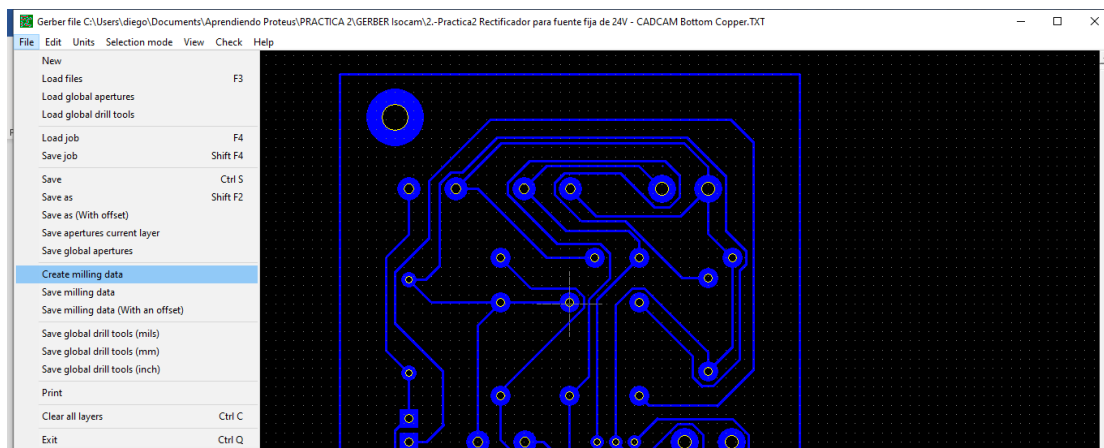 Gerber file C:\Users\diego\Documents\Aprendiendo Proteus\PRACTICA 2\GERBER Isocam\2.-Practica2 Rectificador para fuente fija de 24V - CADCAM Bottom Copper.TXT
File Edit Units Selection mode View Check Help
New
Load files F3
Load global apertures
Load global drill tools
Load job F4
Save job Shift F4
Save Ctrl S
Save as Shift F2
Save as (With offset)
Save apertures current layer
Save global apertures
Create milling data
Save milling data
Save milling data (With an offset)
Save global drill tools (mils)
Save global drill tools (mm)
Save global drill tools (inch)
Print
Clear all layers Ctrl C
Exit Ctrl Q